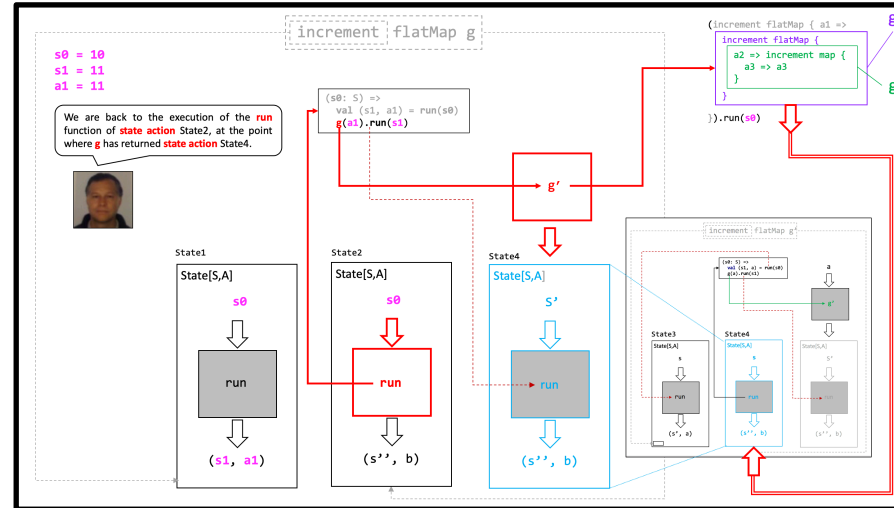 increment flatMap g
s0 = 10
s1 = 11
a1 = 11
We are back to the execution of the run
function of state action State2, at the point
where g has returned state action State4.
(s0: S) =>
val (s1, a1) = run(s0)
g(a1).run(s1)
(increment flatMap { a1 =>
increment flatMap {
a2 => increment map {
a3 => a3
}
}
}).run(s0)
g
g
g’
State1
State[S,A]
s0
run
(s1, a1)
State2
State[S,A]
s0
run
(s’’, b)
State4
State[S,A]
S’
run
(s’’, b)
increment flatMap g’
(s0: S) =>
val (s1, a) = run(s0)
g(a).run(s1)
a
g’
State3
State[S,A]
s
run
(s’, a)
State4
State[S,A]
s
run
(s’’, b)
State[S,A]
S’
run
(s’’, b)